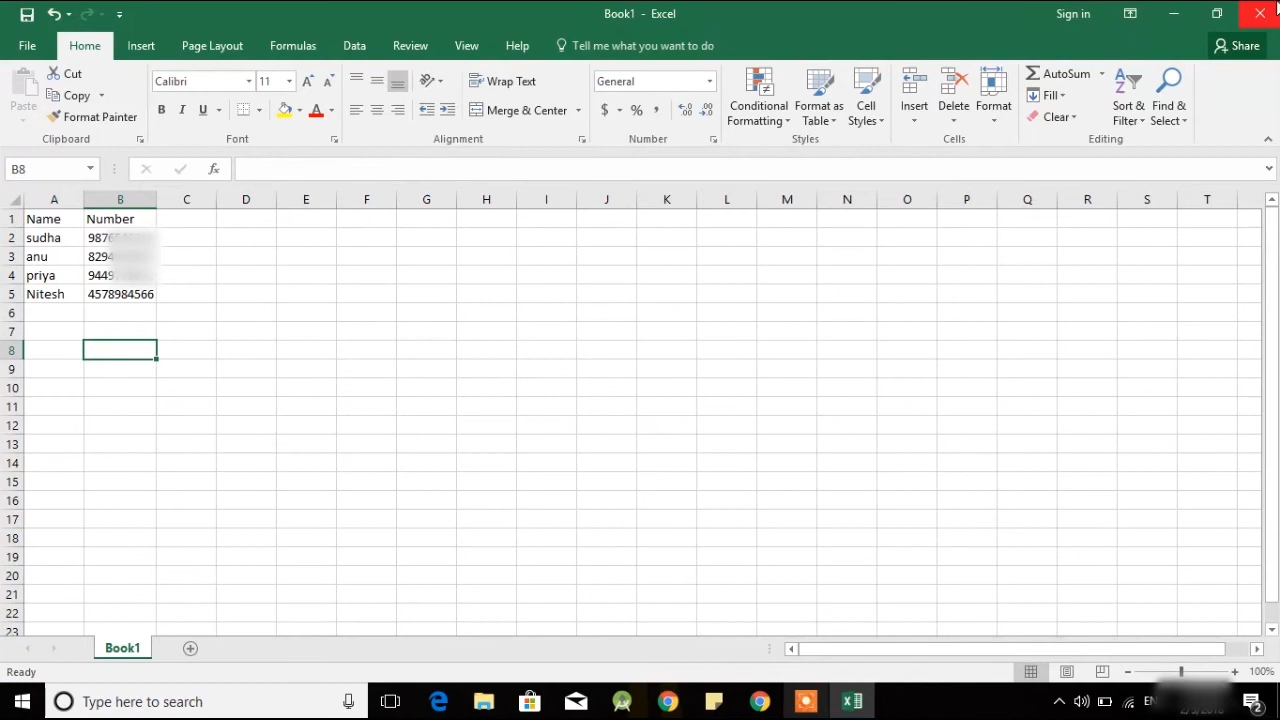 Book1 - Excel
Sign in
File Home Insert Page Layout Formulas Data Review View Help Tell me what you want to do Share
Paste
Cut
Copy
Format Painter
Clipboard
Calibri 11
B I U A
Font
Wrap Text
Merge & Center
Alignment
General
$ % ,
Number
Conditional Formatting
Format as Table
Cell Styles
Styles
Insert Delete Format
Cells
AutoSum
Fill
Clear
Sort & Filter
Find & Select
Editing
B8 fx
A B C D E F G H I J K L M N O P Q R S T
1 Name Number
2 sudha
3 anu
4 priya
5 Nitesh 4578984566
6
7
8
9
10
11
12
13
14
15
16
17
18
19
20
21
22
23
Book1
Ready 100%
Type here to search EN 2